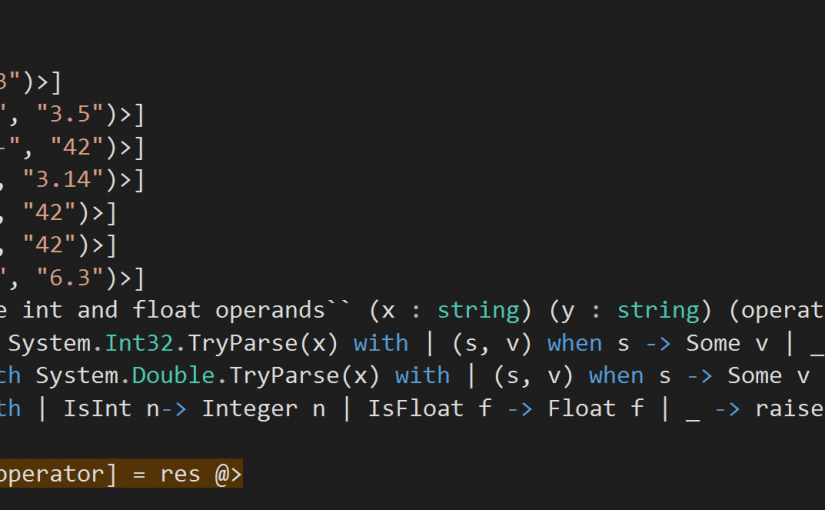 3")>]
", "3.5")>]
-", "42")>]
, "3.14")>]
, "42")>]
, "42")>]
", "6.3")>]
e int and float operands`` (x : string) (y : string) (operat
System.Int32.TryParse(x) with | (s, v) when s -> Some v | _
ch System.Double.TryParse(x) with | (s, v) when s -> Some v
th | IsInt n-> Integer n | IsFloat f -> Float f | _ -> raise
operator] = res @>